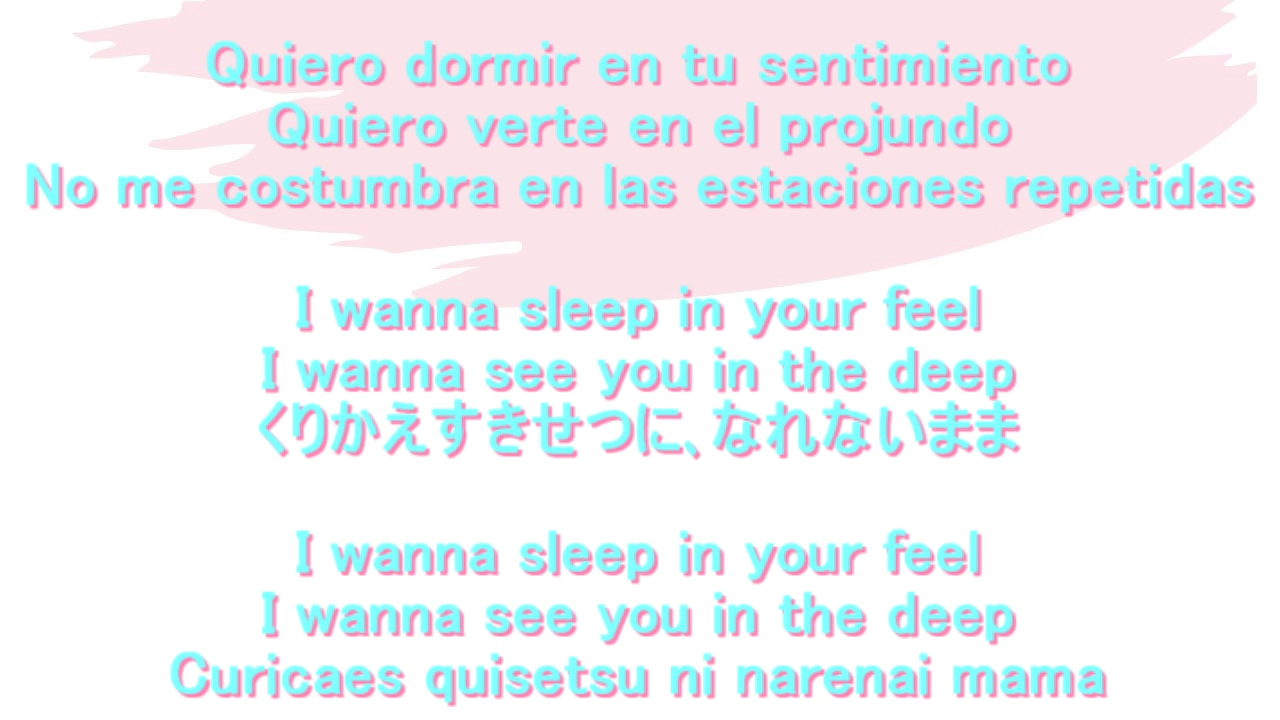 Quiero dormir en tu sentimiento
Quiero verte en el projundo
No me costumbra en las estaciones repetidas
I wanna sleep in your feel
I wanna see you in the deep
くりかえすきせつに、なれないまま
I wanna sleep in your feel
I wanna see you in the deep
Curicaes quisetsu ni narenai mama